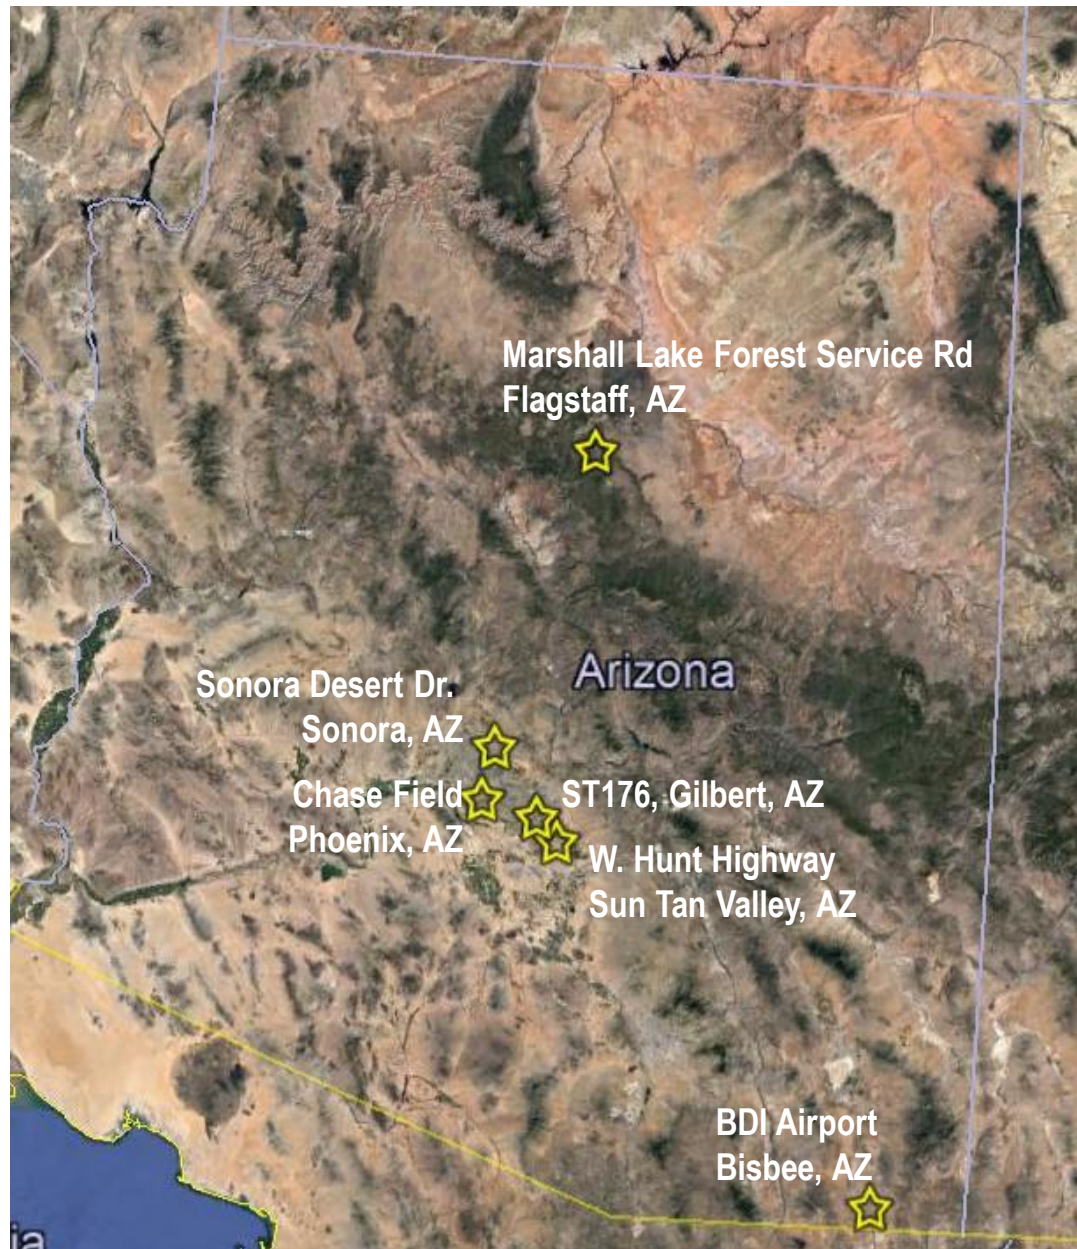 Marshall Lake Forest Service Rd
Flagstaff, AZ
Arizona
Sonora Desert Dr.
Sonora, AZ
Chase Field
Phoenix, AZ
ST176, Gilbert, AZ
W. Hunt Highway
Sun Tan Valley, AZ
BDI Airport
Bisbee, AZ
ia